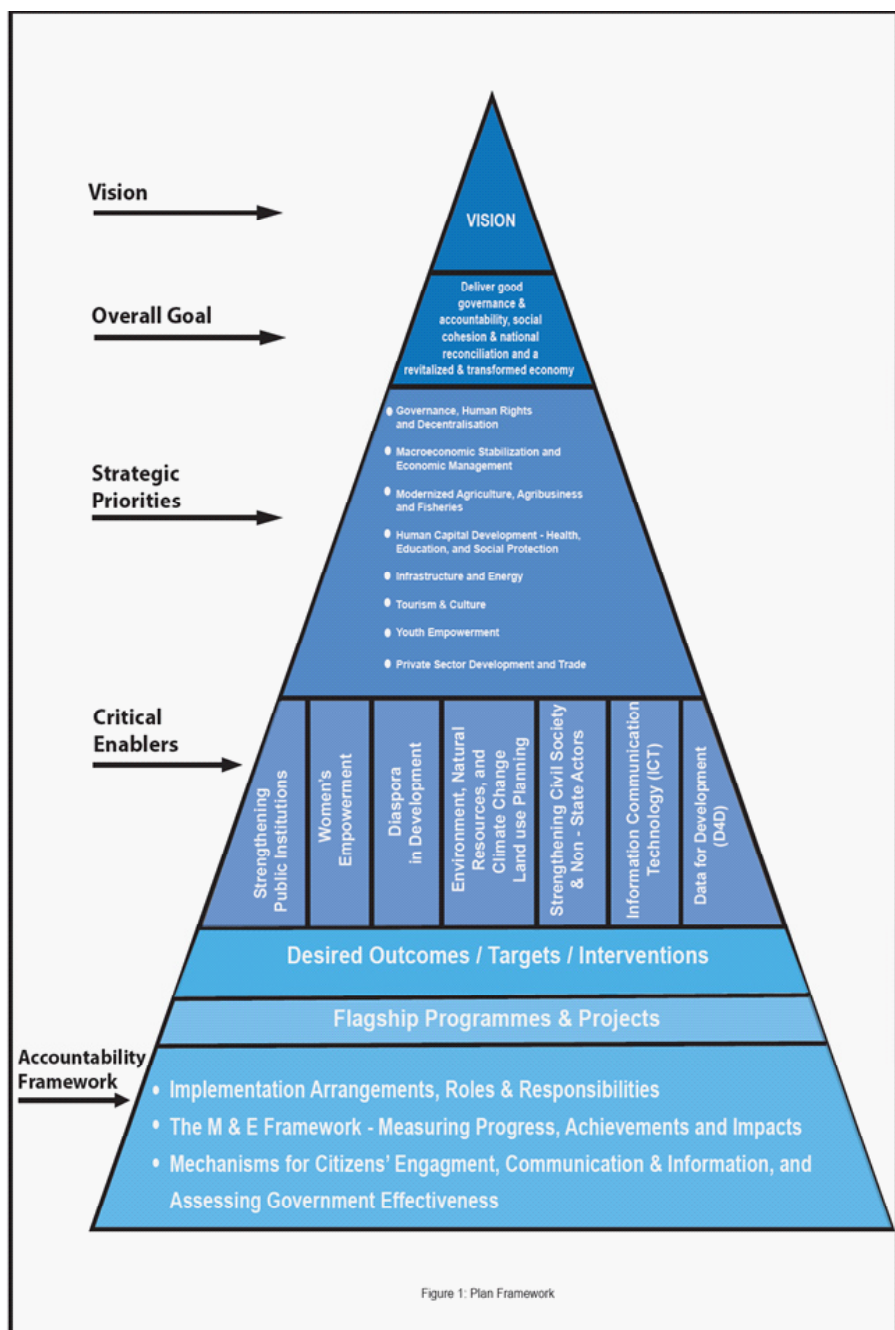 Vision
VISION
Overall Goal
Deliver good
governance &
accountability, social
cohesion & national
reconciliation and a
revitalized & transformed economy
Strategic
Priorities
Governance, Human Rights
and Decentralisation
Macroeconomic Stabilization and
Economic Management
Modernized Agriculture, Agribusiness
and Fisheries
Human Capital Development - Health,
Education, and Social Protection
Infrastructure and Energy
Tourism & Culture
Youth Empowerment
Private Sector Development and Trade
Critical
Enablers
Strengthening
Public Institutions
Women's
Empowerment
Diaspora
in Development
Environment, Natural
Resources, and
Climate Change
Land use Planning
Strengthening Civil Society
& Non - State Actors
Information Communication
Technology (ICT)
Data for Development
(D4D)
Desired Outcomes / Targets / Interventions
Flagship Programmes & Projects
Accountability
Framework
• Implementation Arrangements, Roles & Responsibilities
• The M & E Framework - Measuring Progress, Achievements and Impacts
• Mechanisms for Citizens' Engagment, Communication & Information, and
Assessing Government Effectiveness
Figure 1: Plan Framework